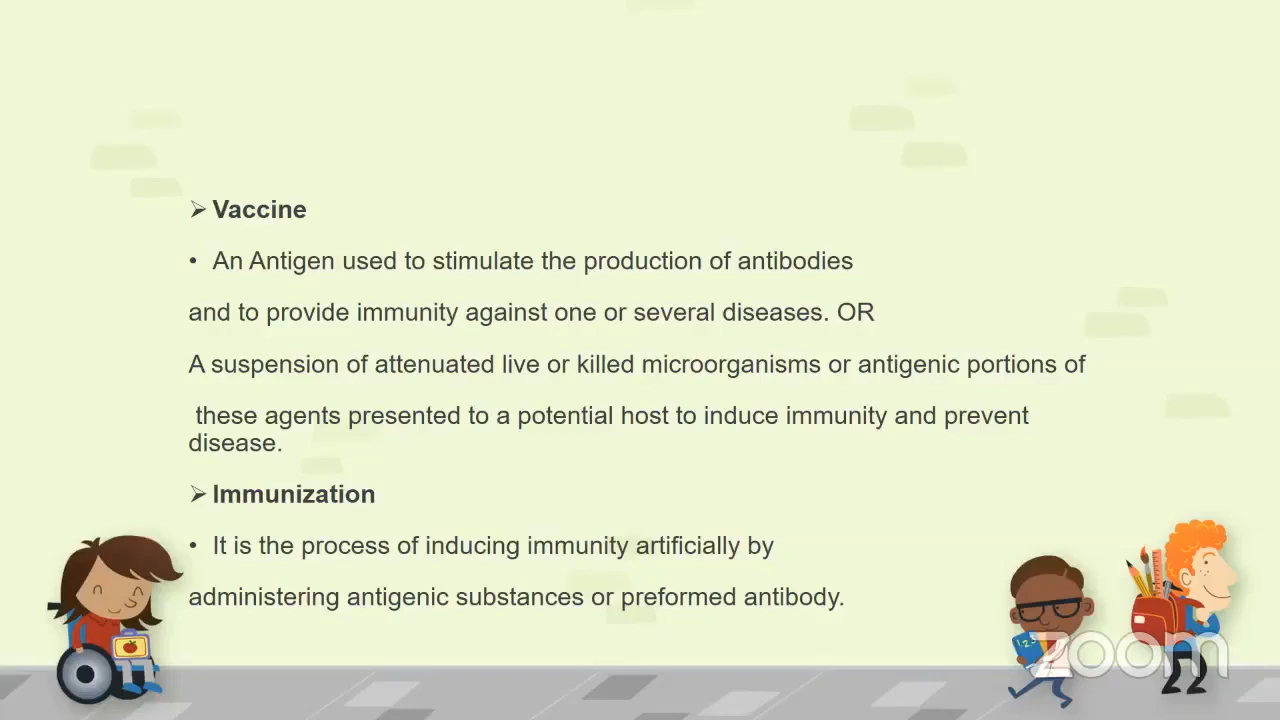 ➢ Vaccine
• An Antigen used to stimulate the production of antibodies
and to provide immunity against one or several diseases. OR
A suspension of attenuated live or killed microorganisms or antigenic portions of
these agents presented to a potential host to induce immunity and prevent
disease.
➢ Immunization
• It is the process of inducing immunity artificially by
administering antigenic substances or preformed antibody.
1,2,3
zoom